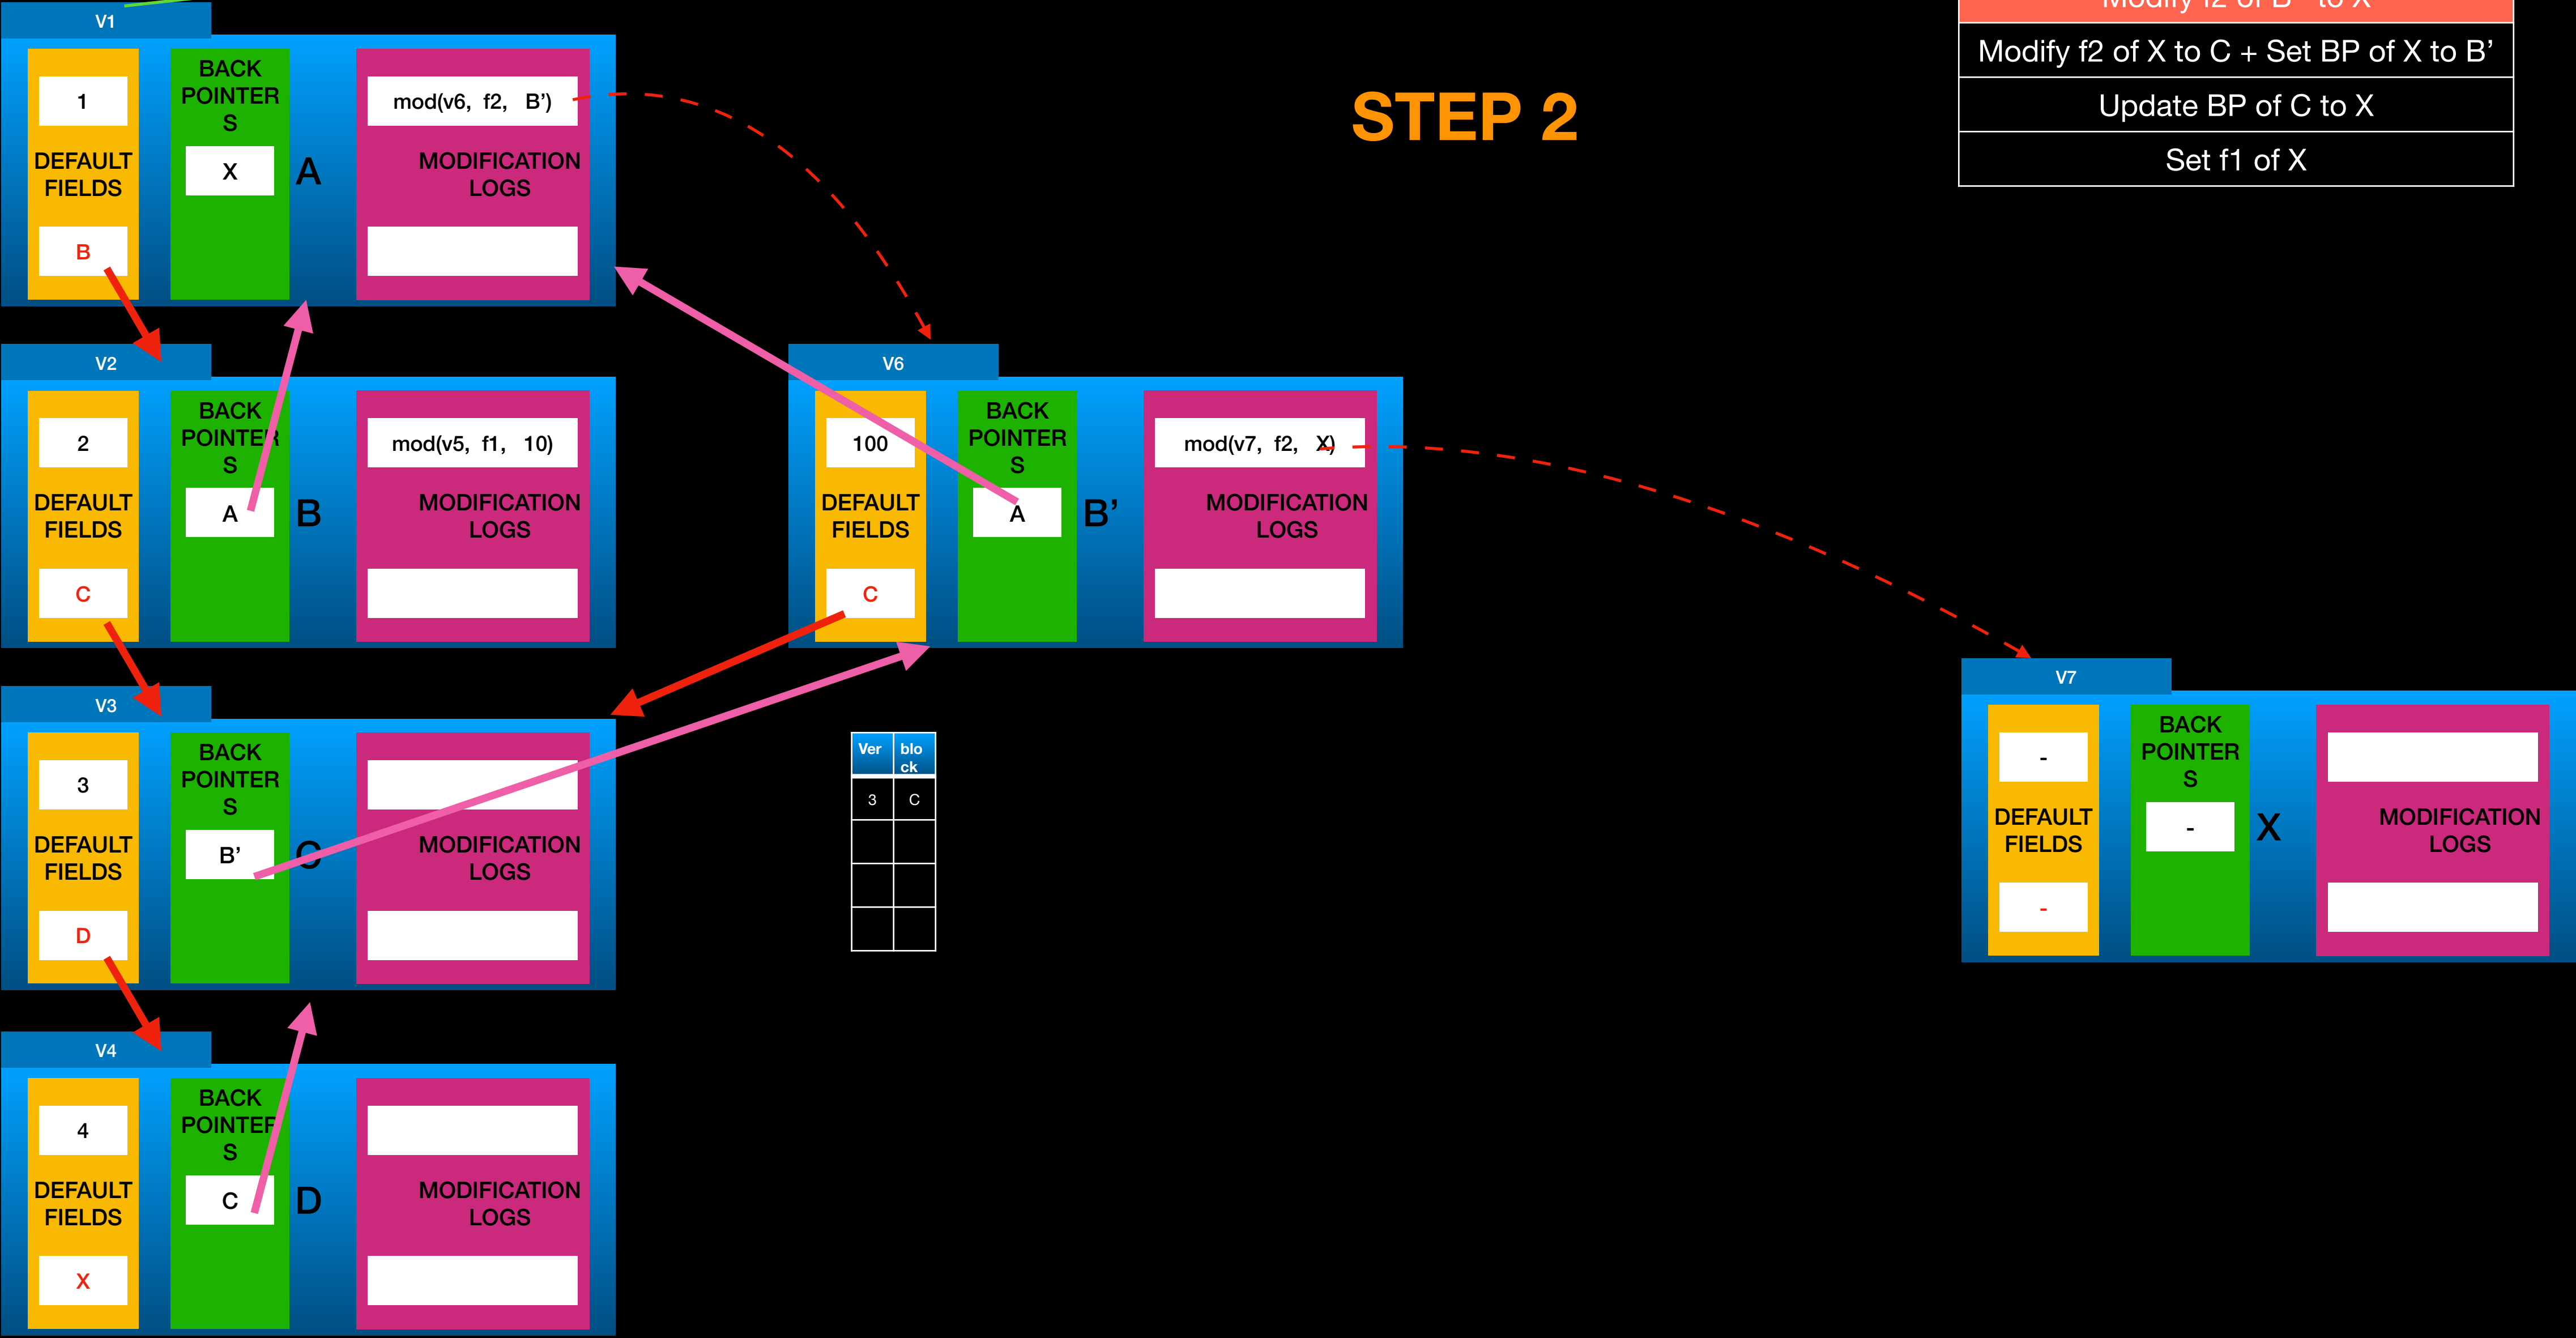 V1
1
DEFAULT
FIELDS
B
BACK
POINTER
S
X
A
mod(v6, f2, B’)
MODIFICATION
LOGS
STEP 2
Modify f2 of B’ to X
Modify f2 of X to C + Set BP of X to B’
Update BP of C to X
Set f1 of X
V2
2
DEFAULT
FIELDS
C
BACK
POINTER
S
A
B
mod(v5, f1, 10)
MODIFICATION
LOGS
V6
100
DEFAULT
FIELDS
C
BACK
POINTER
S
A
B’
mod(v7, f2, X)
MODIFICATION
LOGS
V3
3
DEFAULT
FIELDS
D
BACK
POINTER
S
B’
C
MODIFICATION
LOGS
Ver
blo
ck
3
C
V7
-
DEFAULT
FIELDS
-
BACK
POINTER
S
-
X
MODIFICATION
LOGS
V4
4
DEFAULT
FIELDS
X
BACK
POINTER
S
C
D
MODIFICATION
LOGS